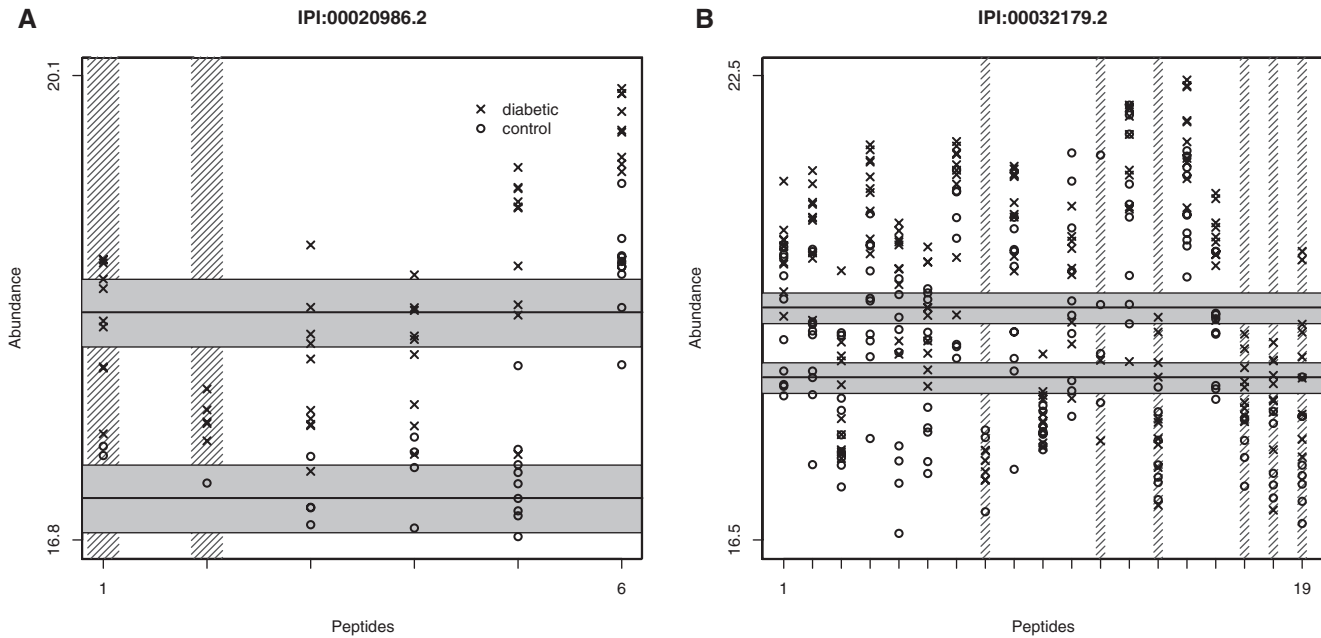 A
IPI:00020986.2
20.1
16.8
Abundance
× diabetic
○ control
1
6
Peptides
B
IPI:00032179.2
22.5
16.5
Abundance
1
19
Peptides